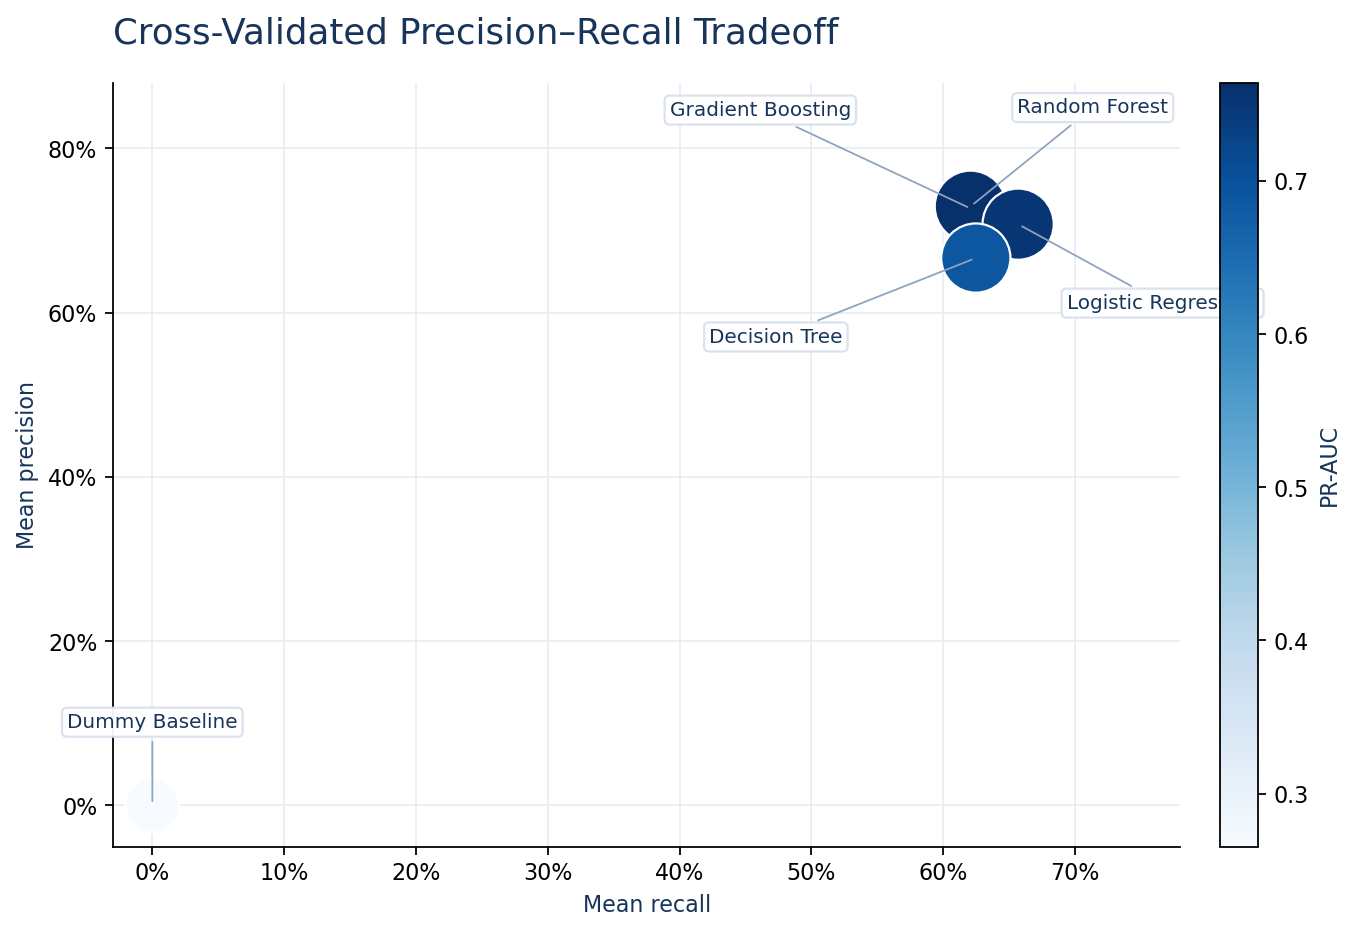 Cross-Validated Precision–Recall Tradeoff
Gradient Boosting
Random Forest
Logistic Regres
Decision Tree
Dummy Baseline
80%
60%
40%
20%
0%
Mean precision
0%
10%
20%
30%
40%
50%
60%
70%
Mean recall
0.7
0.6
0.5
0.4
0.3
PR-AUC